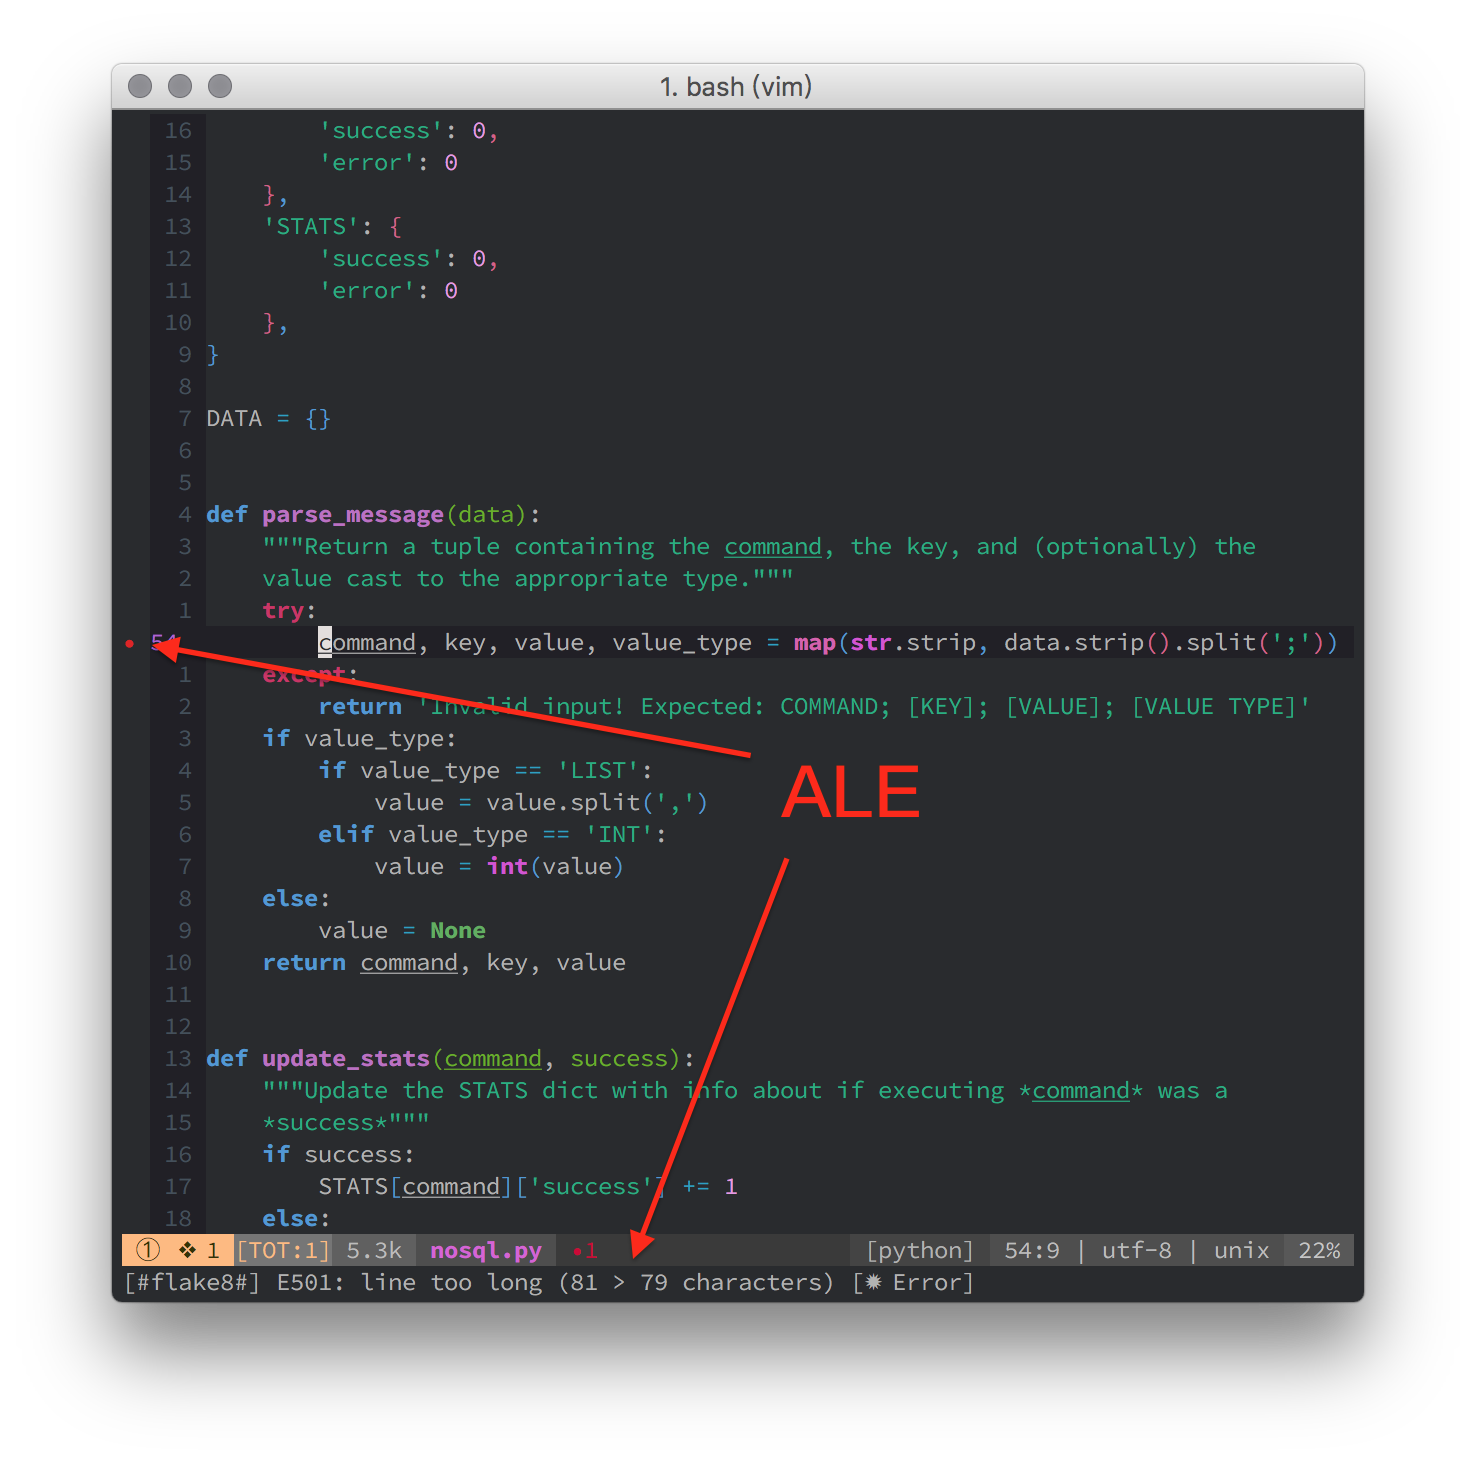 1. bash (vim)
16         'success': 0,
15         'error': 0
14     },
13     'STATS': {
12         'success': 0,
11         'error': 0
10     },
9 }
8
7 DATA = {}
6
5
4 def parse_message(data):
3     """Return a tuple containing the command, the key, and (optionally) the
2     value cast to the appropriate type."""
1     try:
• 54         command, key, value, value_type = map(str.strip, data.strip().split(';'))
1     except:
2         return 'Invalid input! Expected: COMMAND; [KEY]; [VALUE]; [VALUE TYPE]'
3     if value_type:
4         if value_type == 'LIST':
ALE
5             value = value.split(',')
6         elif value_type == 'INT':
7             value = int(value)
8     else:
9         value = None
10     return command, key, value
11
12
13 def update_stats(command, success):
14     """Update the STATS dict with info about if executing *command* was a
15     *success*"""
16     if success:
17         STATS[command]['success'] += 1
18     else:
① ❖ 1 [TOT:1] 5.3k nosql.py •1 [python] 54:9 | utf-8 | unix 22%
[#flake8#] E501: line too long (81 > 79 characters) [✹ Error]